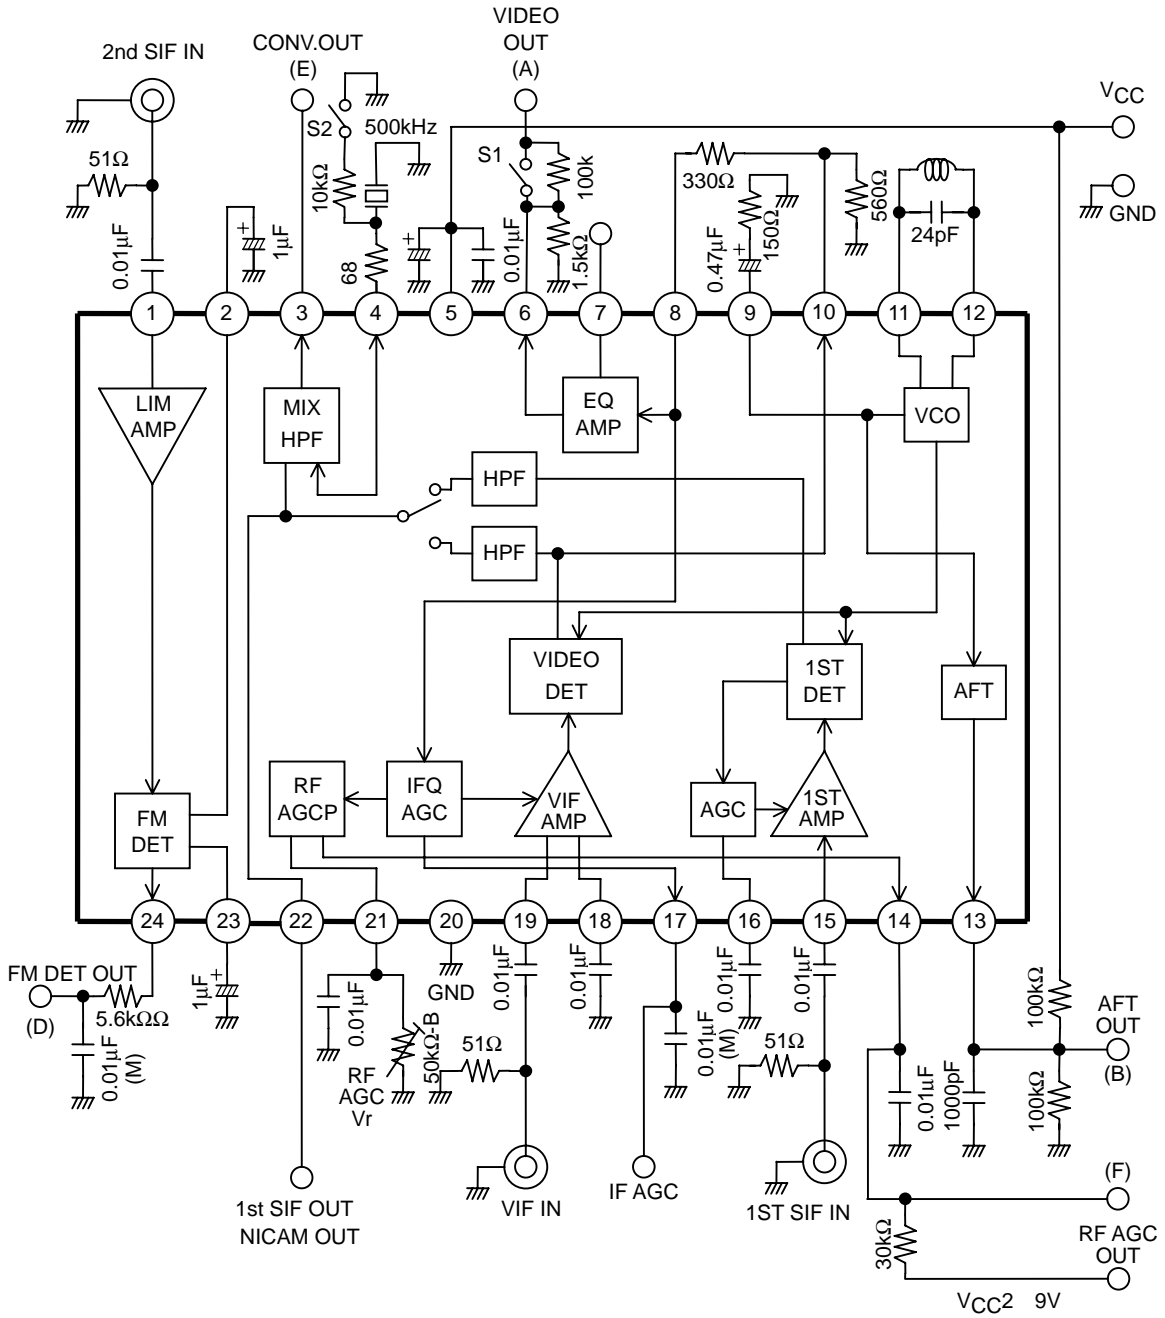 VIDEO
OUT
(A)
2nd SIF IN
CONV.OUT
(E)
VCC
S2
500kHz
S1
51Ω
10kΩ
100k
330Ω
560Ω
GND
0.01µF
+
1µF
68
+
0.01µF
1.5kΩ
0.47µF
+
150Ω
24pF
1
2
3
4
5
6
7
8
9
10
11
12
LIM
AMP
MIX
HPF
EQ
AMP
VCO
HPF
HPF
VIDEO
DET
1ST
DET
AFT
RF
AGCP
IFQ
AGC
VIF
AMP
AGC
1ST
AMP
FM
DET
24
23
22
21
20
19
18
17
16
15
14
13
FM DET OUT
(D)
5.6kΩΩ
0.01µF
(M)
1µF
+
0.01µF
50kΩ-B
RF
AGC
Vr
GND
0.01µF
51Ω
0.01µF
0.01µF
(M)
0.01µF
0.01µF
51Ω
0.01µF
1000pF
100kΩ
100kΩ
AFT
OUT
(B)
1st SIF OUT
NICAM OUT
VIF IN
IF AGC
1ST SIF IN
(F)
30kΩ
RF AGC
OUT
VCC2 9V